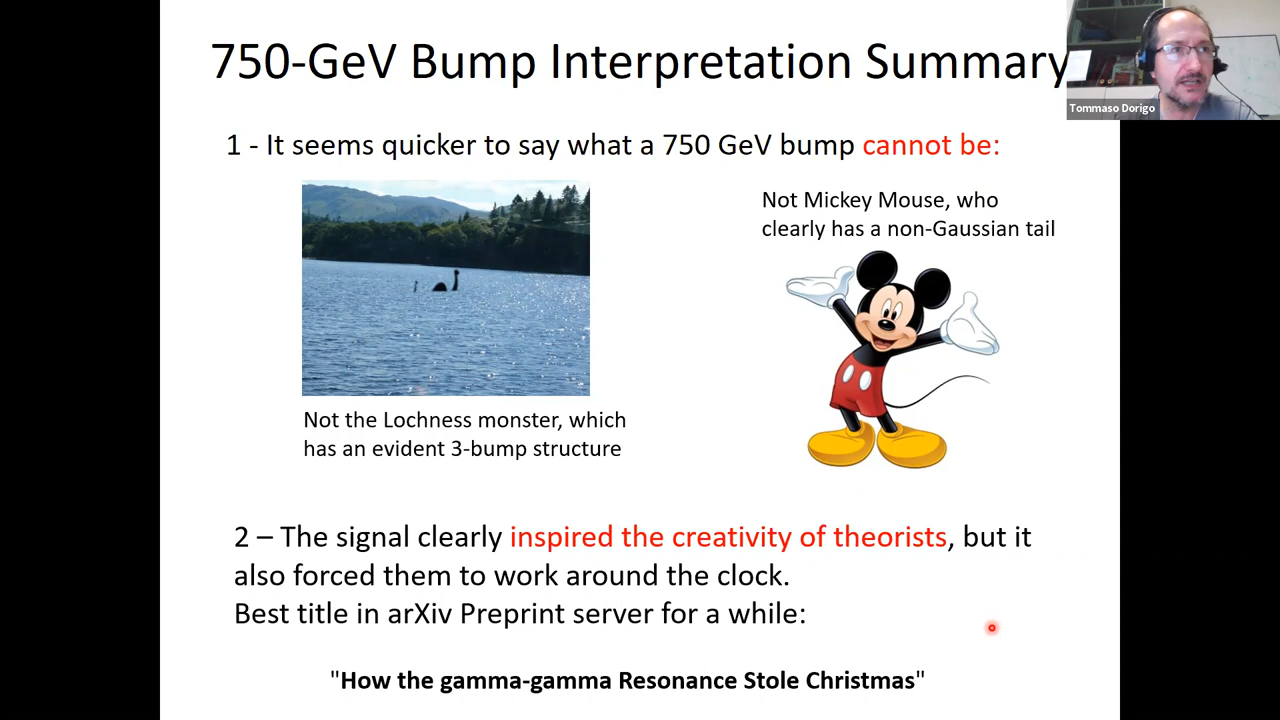 750-GeV Bump Interpretation Summary
Tommaso Dorigo
1 - It seems quicker to say what a 750 GeV bump cannot be:
Not Mickey Mouse, who
clearly has a non-Gaussian tail
Not the Lochness monster, which
has an evident 3-bump structure
2 – The signal clearly inspired the creativity of theorists, but it
also forced them to work around the clock.
Best title in arXiv Preprint server for a while:
"How the gamma-gamma Resonance Stole Christmas"